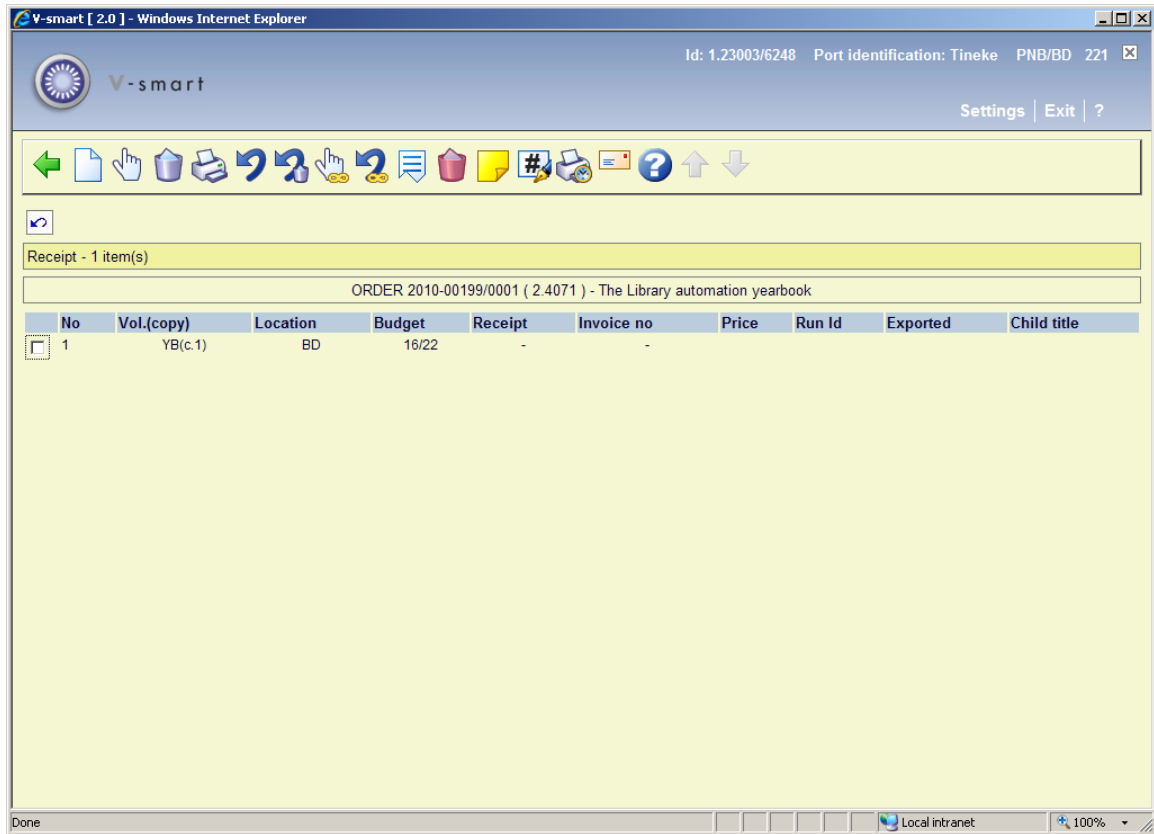 V-smart [ 2.0 ] - Windows Internet Explorer
Id: 1.23003/6248 Port identification: Tineke PNB/BD 221
V-smart
Settings | Exit | ?
Receipt - 1 item(s)
ORDER 2010-00199/0001 ( 2.4071 ) - The Library automation yearbook
No Vol.(copy) Location Budget Receipt Invoice no Price Run Id Exported Child title
1 YB(c.1) BD 16/22 - -
Done Local intranet 100%